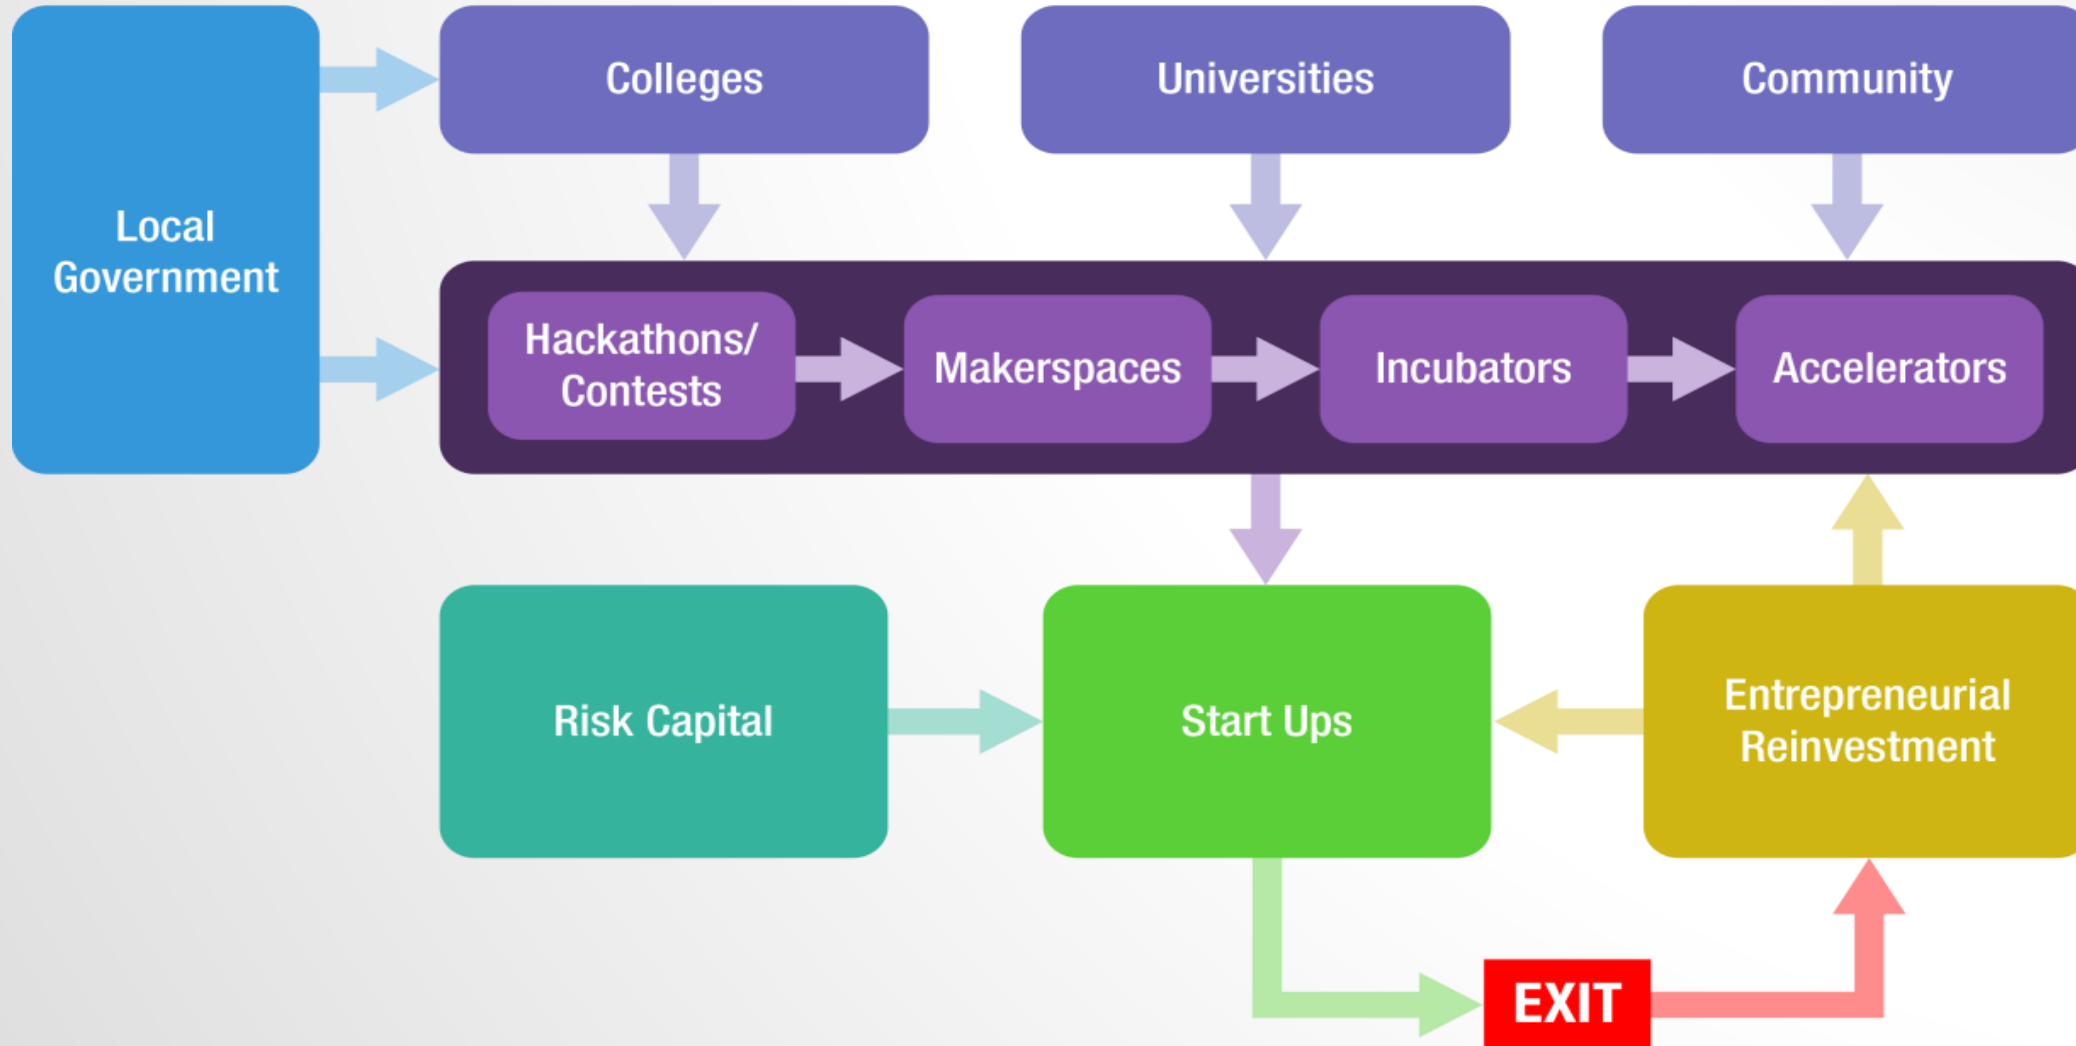 Colleges
Universities
Community
Local
Government
Hackathons/
Contests
Makerspaces
Incubators
Accelerators
Risk Capital
Start Ups
Entrepreneurial
Reinvestment
EXIT